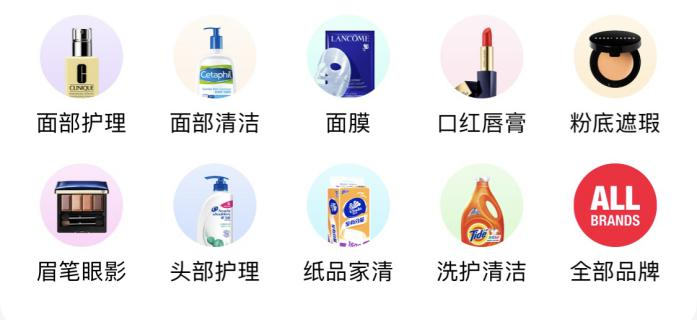 CLINIQUE
Cetaphil
LANCÔME
面部护理
面部清洁
面膜
口红唇膏
粉底遮瑕
head & shoulders
Tide
ALL
BRANDS
眉笔眼影
头部护理
纸品家清
洗护清洁
全部品牌